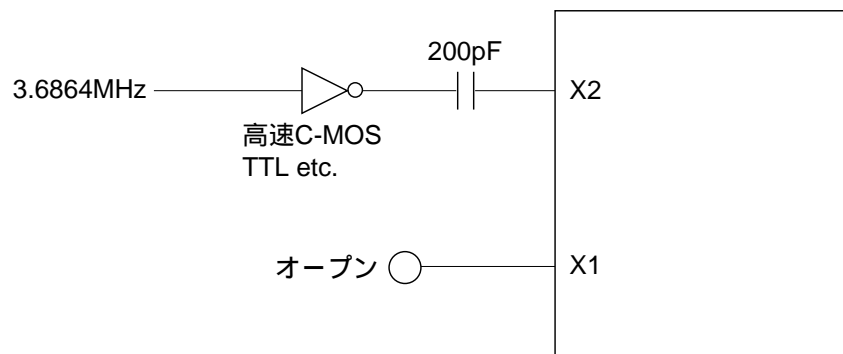 200pF
3.6864MHz
X2
高速C-MOS
TTL etc.
オープン
X1